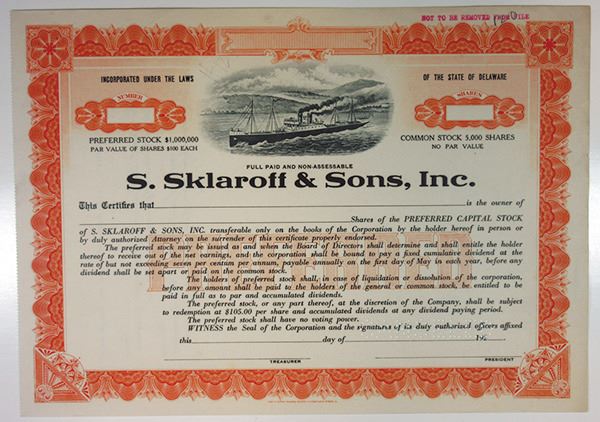 NOT TO BE REMOVED FROM FILE
INCORPORATED UNDER THE LAWS
OF THE STATE OF DELAWARE
NUMBER
SHARES
PREFERRED STOCK $1,000,000
PAR VALUE OF SHARES $100 EACH
COMMON STOCK 5,000 SHARES
NO PAR VALUE
FULL PAID AND NON-ASSESSABLE
S. Sklaroff & Sons, Inc.
This Certifies that is the owner of
Shares of the PREFERRED CAPITAL STOCK
of S. SKLAROFF & SONS, INC. transferable only on the books of the Corporation by the holder hereof in person or
by duly authorized Attorney on the surrender of this certificate properly endorsed.
The preferred stock may be issued as and when the Board of Directors shall determine and shall entitle the holder
thereof to receive out of the net earnings, and the corporation shall be bound to pay a fixed cumulative dividend at the
rate of but not exceeding seven per centum per annum, payable annually on the first day of May in each year, before any
dividend shall be set apart or paid on the common stock.
The holders of preferred stock shall, in case of liquidation or dissolution of the corporation,
before any amount shall be paid to the holders of the general or common stock, be entitled to be
paid in full as to par and accumulated dividends.
The preferred stock, or any part thereof, at the discretion of the Company, shall be subject
to redemption at $105.00 per share and accumulated dividends at any dividend paying period.
The preferred stock shall have no voting power.
WITNESS the Seal of the Corporation and the signatures of its duty authorized officers affixed
this day of 19
TREASURER
PRESIDENT